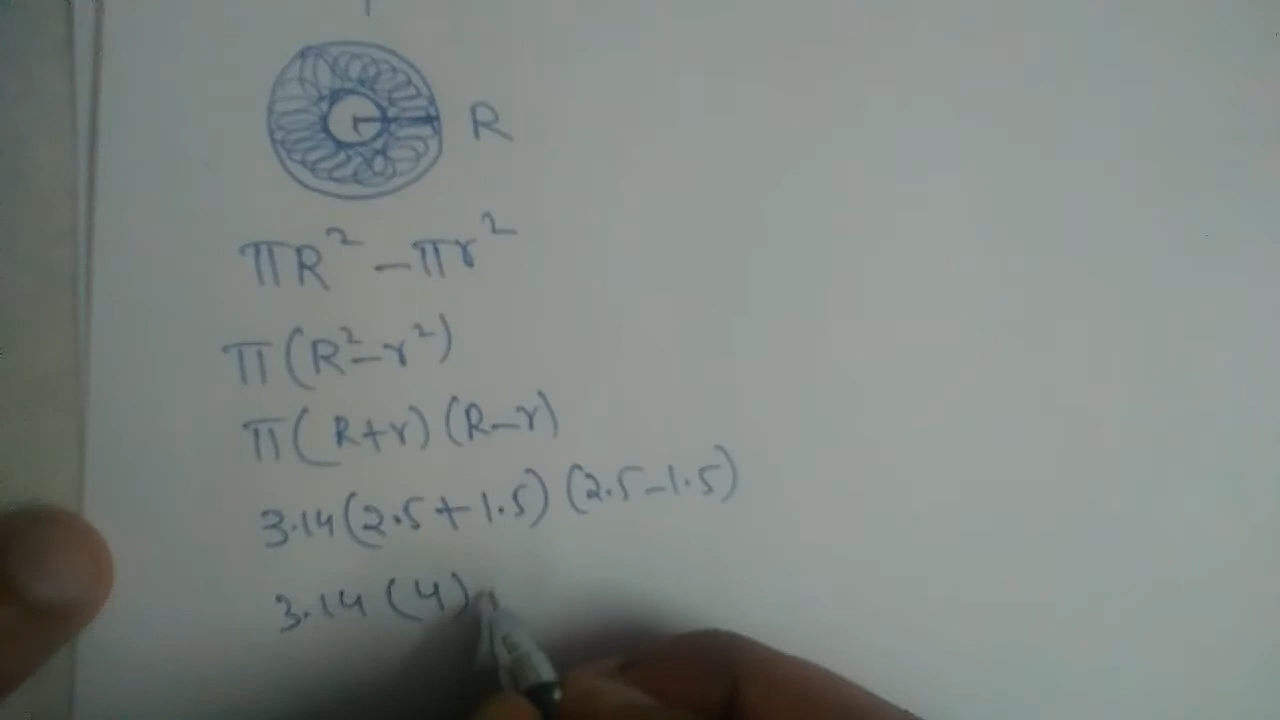 R
πR² - πr²
π(R² - r²)
π(R+r)(R-r)
3.14(2.5+1.5)(2.5-1.5)
3.14(4)